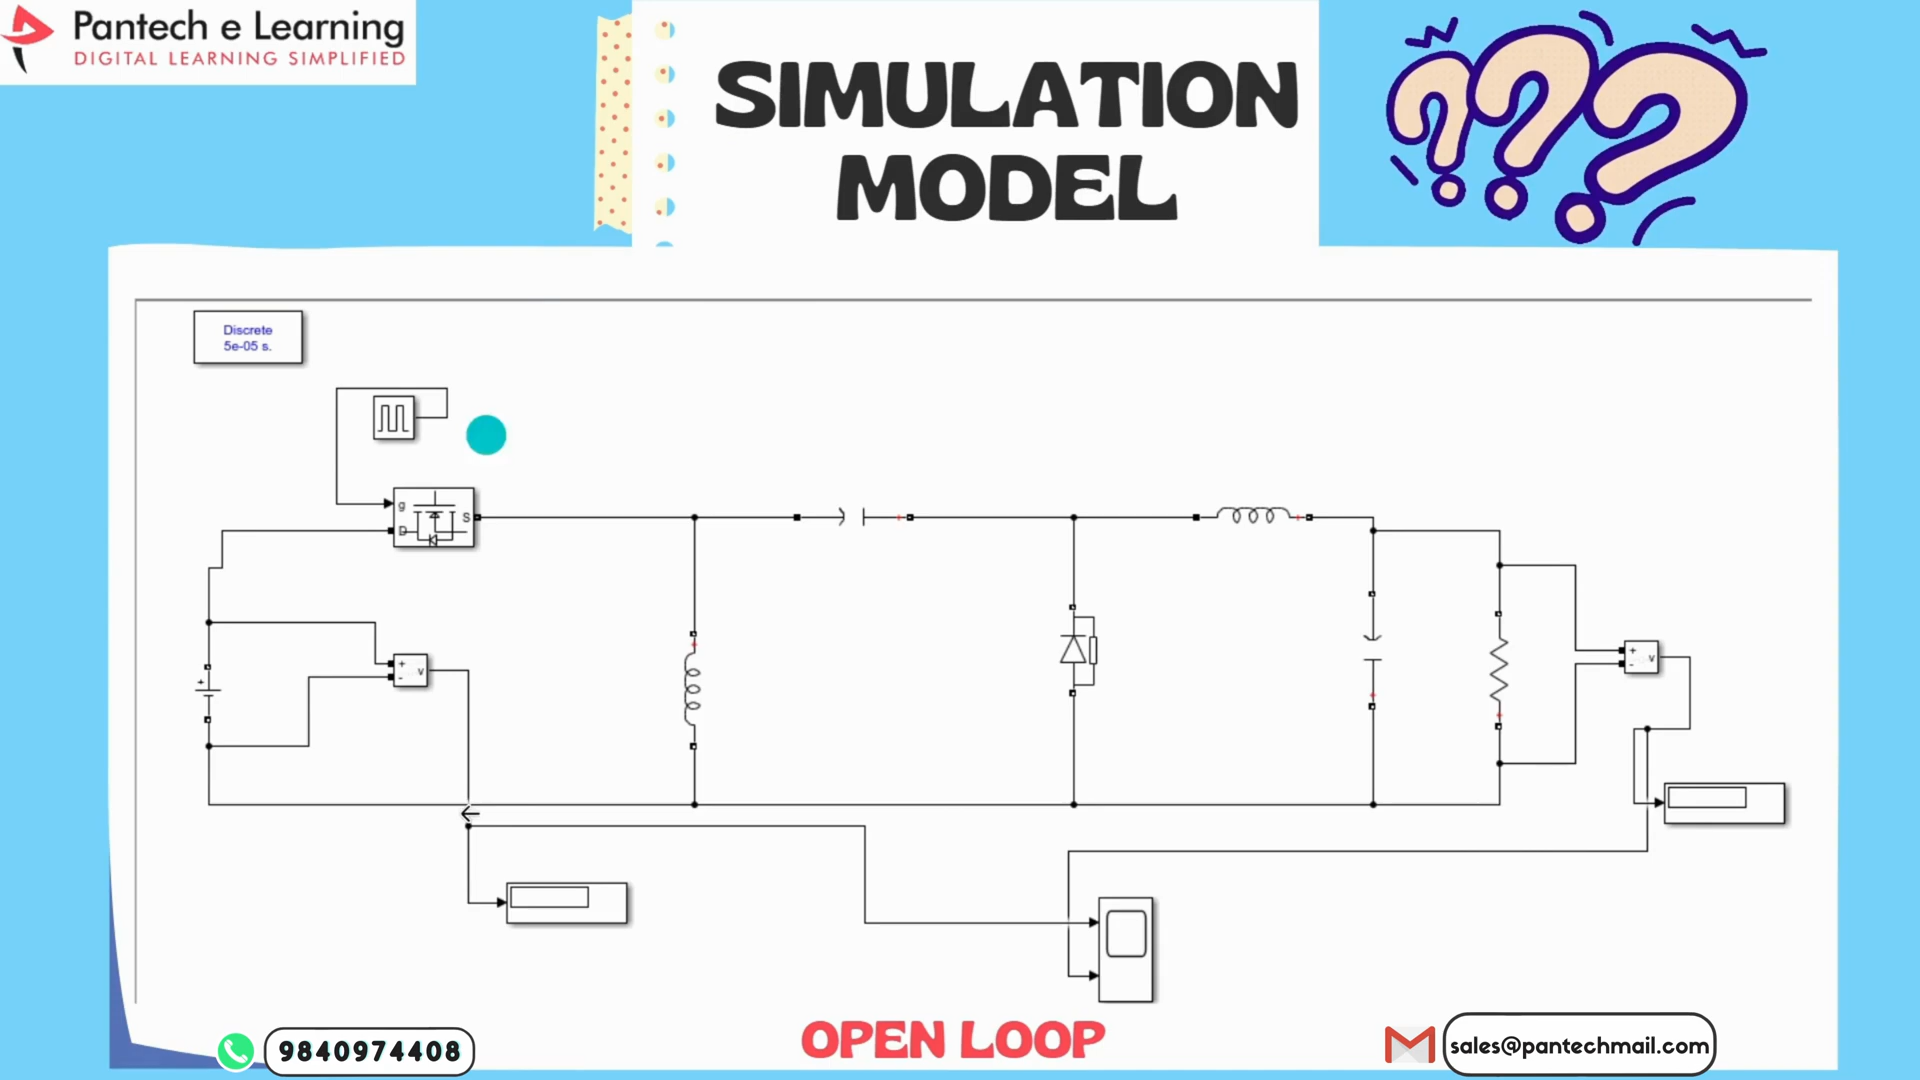 Pantech e Learning
DIGITAL LEARNING SIMPLIFIED
SIMULATION
MODEL
???
Discrete
5e-05 s.
g
D
S
+
+
-
v
+
-
v
OPEN LOOP
9840974408
sales@pantechmail.com